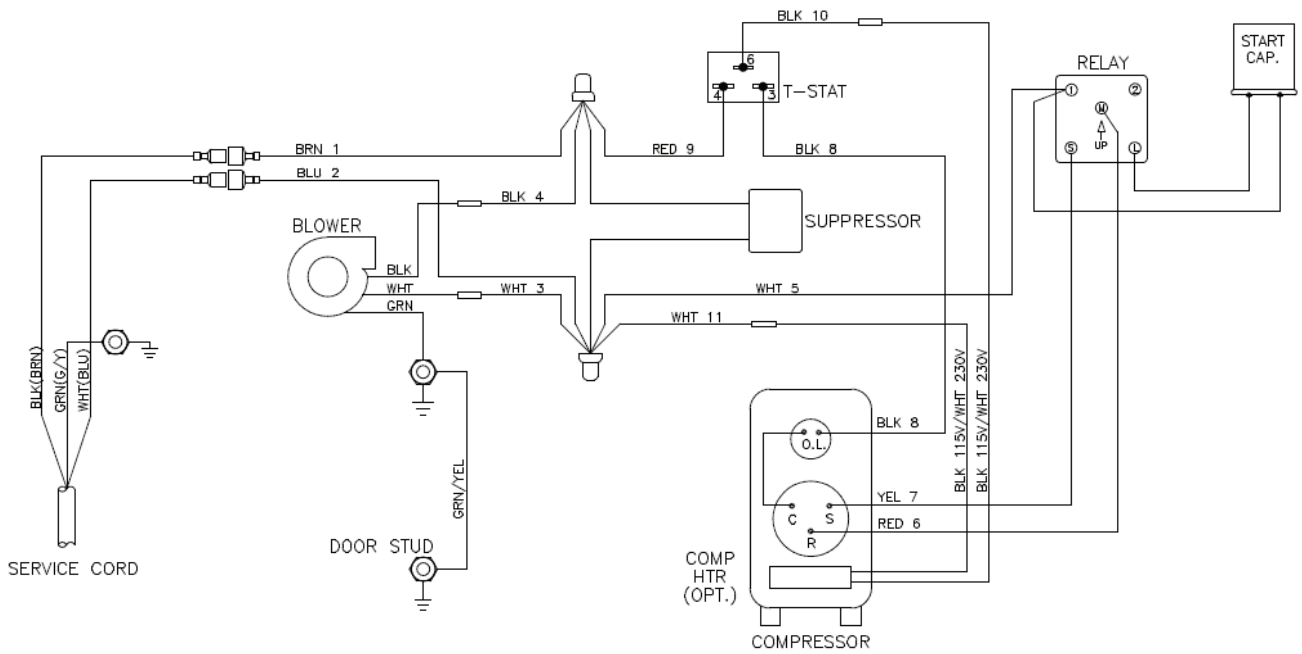 BLK 10
START
CAP.
RELAY
6
4
3
T-STAT
1
2
M
UP
S
L
BRN 1
RED 9
BLK 8
BLU 2
BLK 4
SUPPRESSOR
BLOWER
BLK
WHT
WHT 3
WHT 5
GRN
WHT 11
BLK(BRN)
GRN(G/Y)
WHT(BLU)
BLK 115V/WHT 230V
BLK 115V/WHT 230V
BLK 8
O.L.
GRN/YEL
YEL 7
C
S
R
RED 6
DOOR STUD
SERVICE CORD
COMP
HTR
(OPT.)
COMPRESSOR